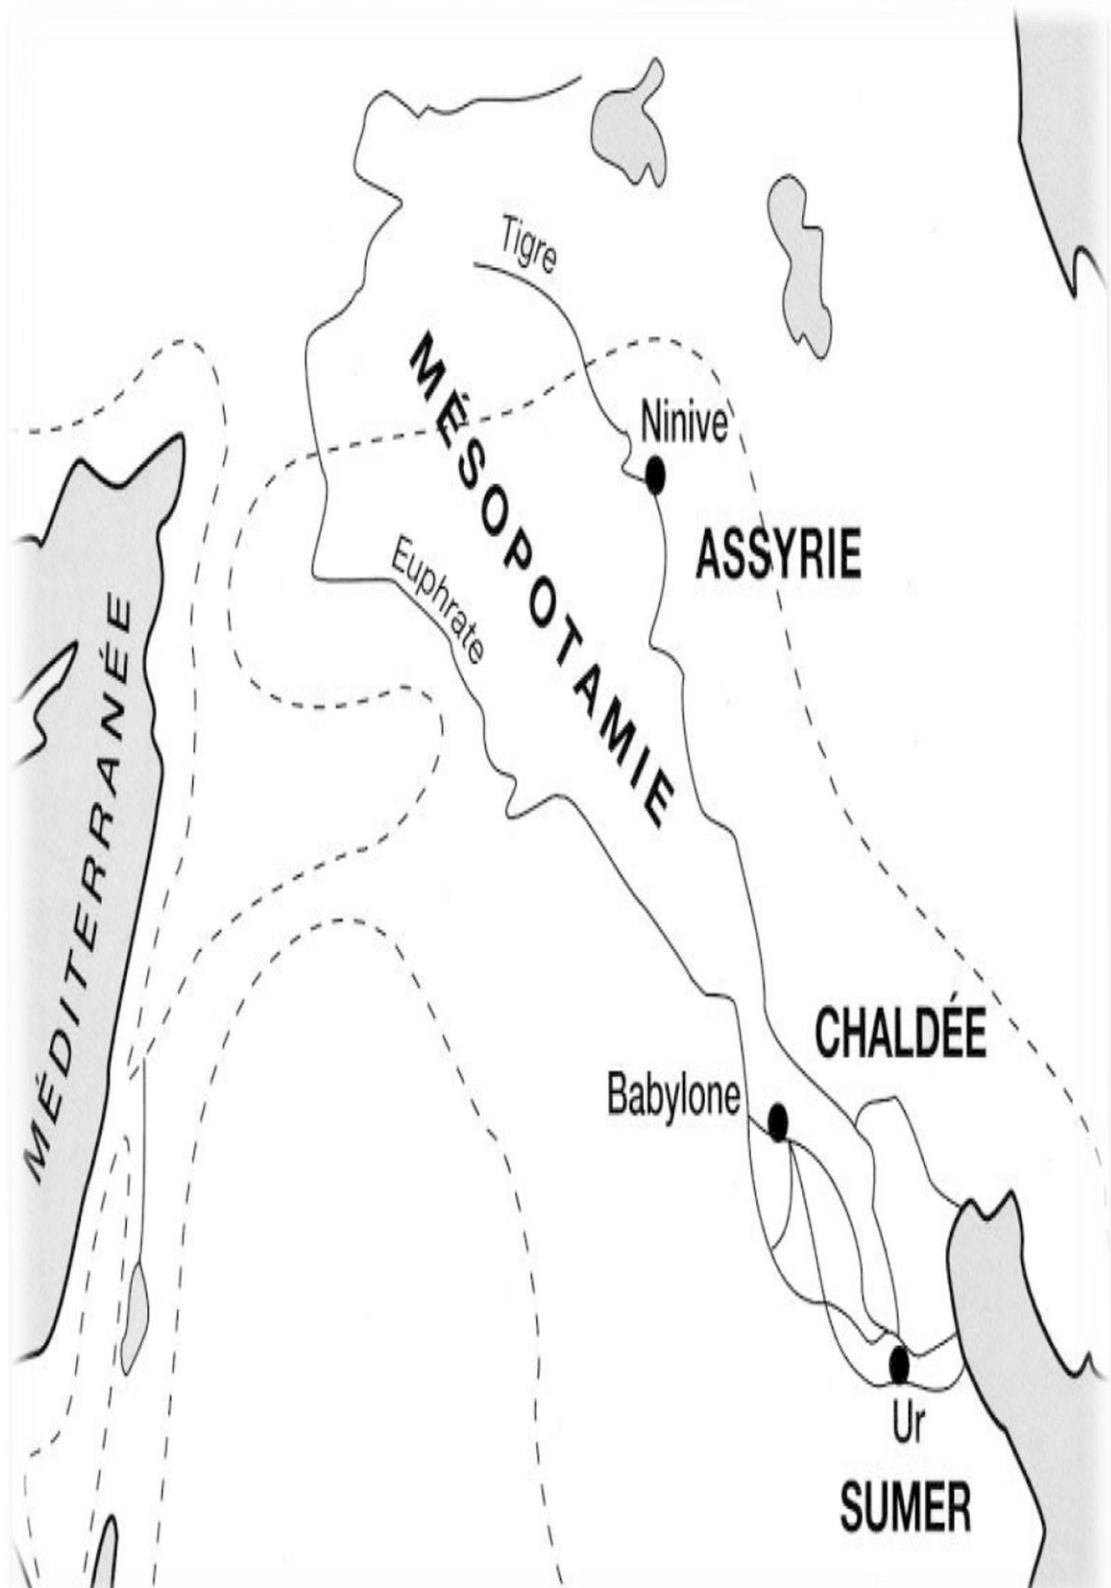 Tigre
MÉSOPOTAMIE
Ninive
ASSYRIE
Euphrate
MÉDITERRANÉE
CHALDÉE
Babylone
Ur
SUMER